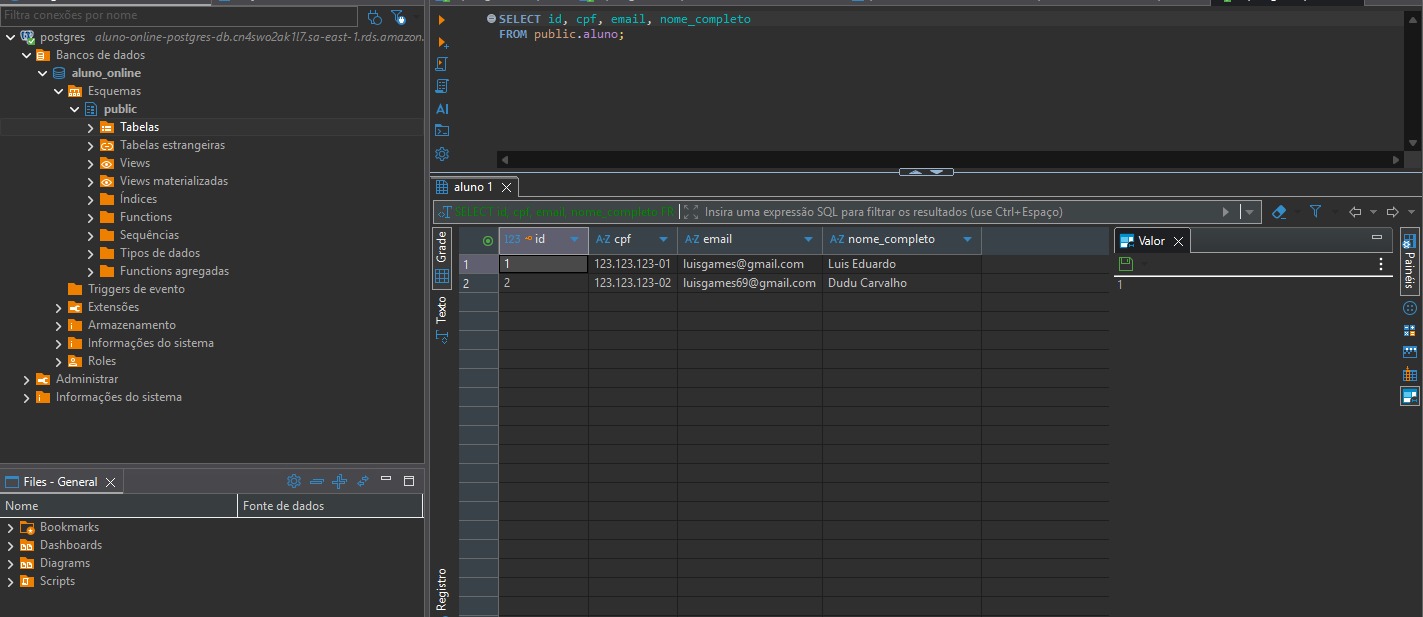 Filtra conexões por nome
postgres aluno-online-postgres-db.cn4swo2ak1l7.sa-east-1.rds.amazon.
Bancos de dados
aluno_online
Esquemas
public
Tabelas
Tabelas estrangeiras
Views
Views materializadas
Índices
Functions
Sequências
Tipos de dados
Functions agregadas
Triggers de evento
Extensões
Armazenamento
Informações do sistema
Roles
Administrar
Informações do sistema
Files - General
Nome Fonte de dados
Bookmarks
Dashboards
Diagrams
Scripts
SELECT id, cpf, email, nome_completo
FROM public.aluno;
AI
aluno 1
SELECT id, cpf, email, nome_completo FR Insira uma expressão SQL para filtrar os resultados (use Ctrl+Espaço)
Grade
Texto
Registro
123 id A-Z cpf A-Z email A-Z nome_completo
1 1 123.123.123-01 luisgames@gmail.com Luis Eduardo
2 2 123.123.123-02 luisgames69@gmail.com Dudu Carvalho
Valor
1
Painéis